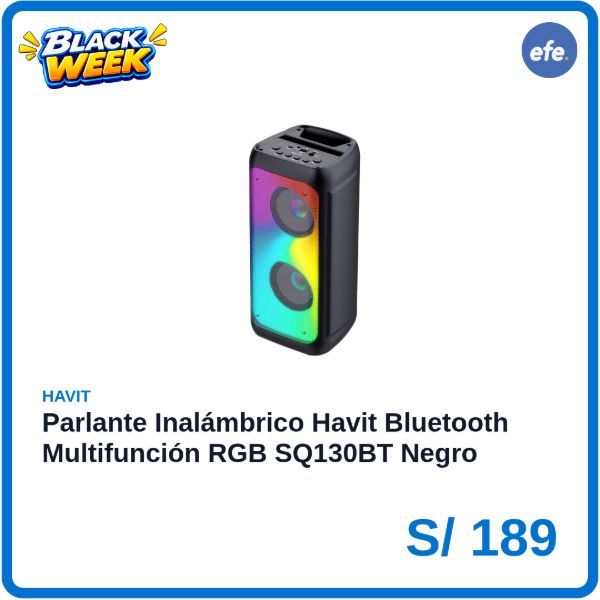 BLACK
WEEK
efe.
HAVIT
Parlante Inalámbrico Havit Bluetooth
Multifunción RGB SQ130BT Negro
S/ 189